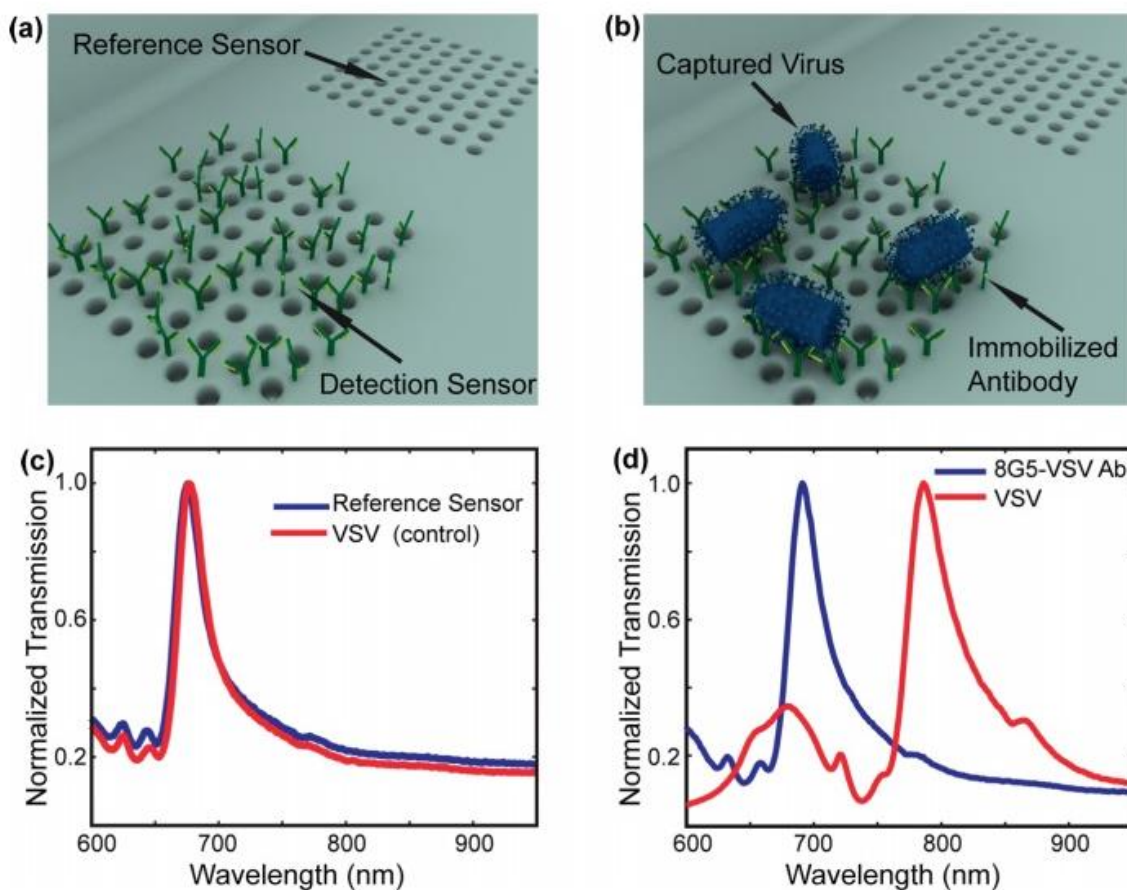 (a)
Reference Sensor
Detection Sensor
(b)
Captured Virus
Immobilized
Antibody
(c)
Normalized Transmission
1.0
0.6
0.2
Reference Sensor
VSV (control)
600
700
800
900
Wavelength (nm)
(d)
Normalized Transmission
1.0
0.6
0.2
8G5-VSV Ab
VSV
600
700
800
900
Wavelength (nm)